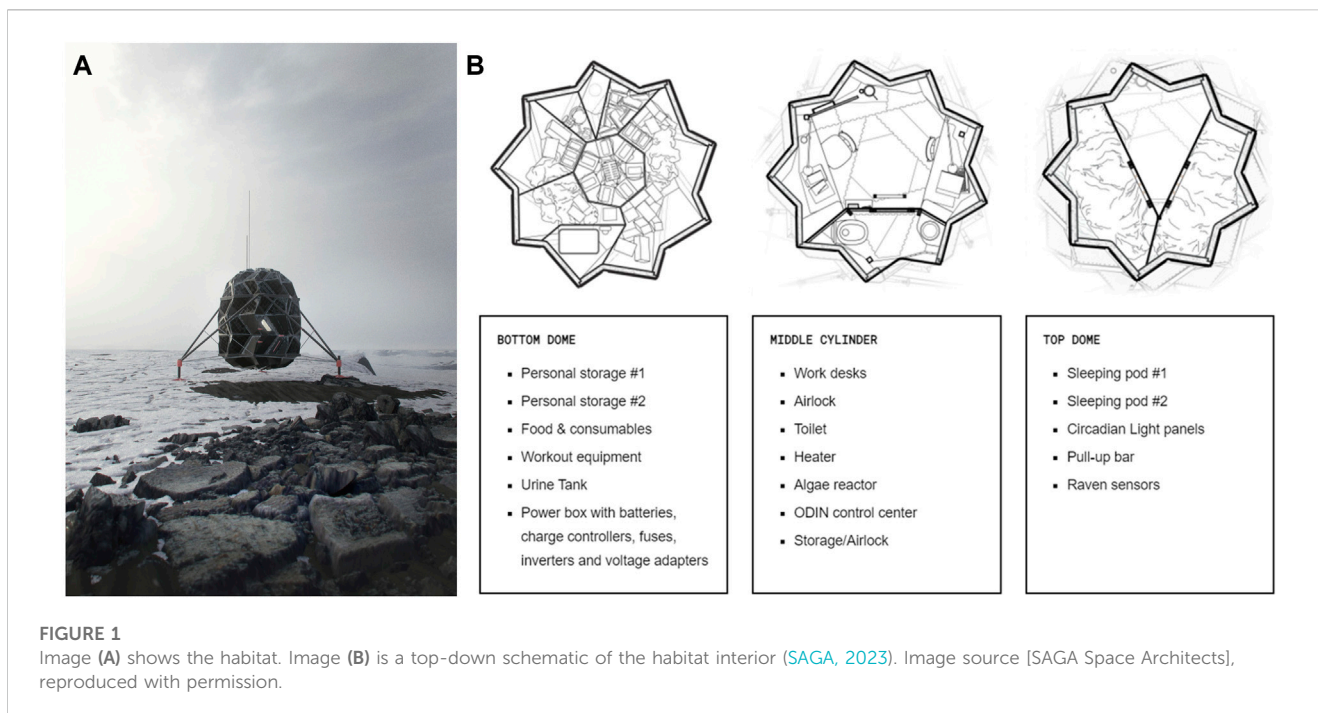 A
B
BOTTOM DOME
▪ Personal storage #1
▪ Personal storage #2
▪ Food & consumables
▪ Workout equipment
▪ Urine Tank
▪ Power box with batteries,
charge controllers, fuses,
inverters and voltage adapters
MIDDLE CYLINDER
▪ Work desks
▪ Airlock
▪ Toilet
▪ Heater
▪ Algae reactor
▪ ODIN control center
▪ Storage/Airlock
TOP DOME
▪ Sleeping pod #1
▪ Sleeping pod #2
▪ Circadian Light panels
▪ Pull-up bar
▪ Raven sensors
FIGURE 1
Image (A) shows the habitat. Image (B) is a top-down schematic of the habitat interior (SAGA, 2023). Image source [SAGA Space Architects],
reproduced with permission.